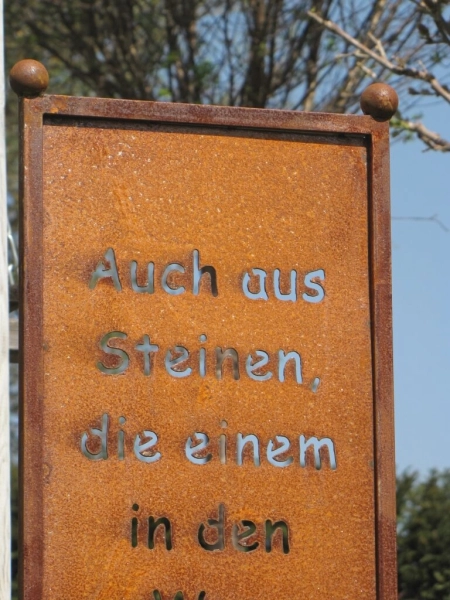 Auch aus
Steinen,
die einem
in den